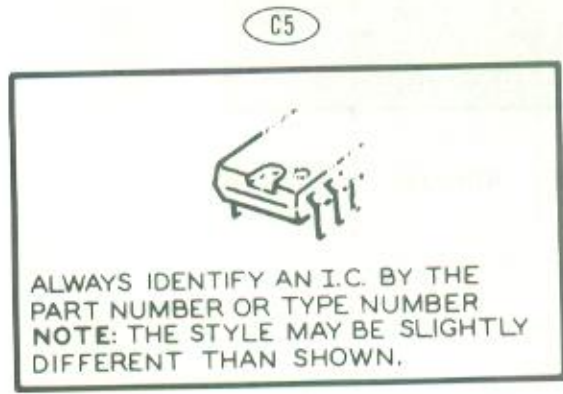 C5
ALWAYS IDENTIFY AN I.C. BY THE
PART NUMBER OR TYPE NUMBER
NOTE: THE STYLE MAY BE SLIGHTLY
DIFFERENT THAN SHOWN.